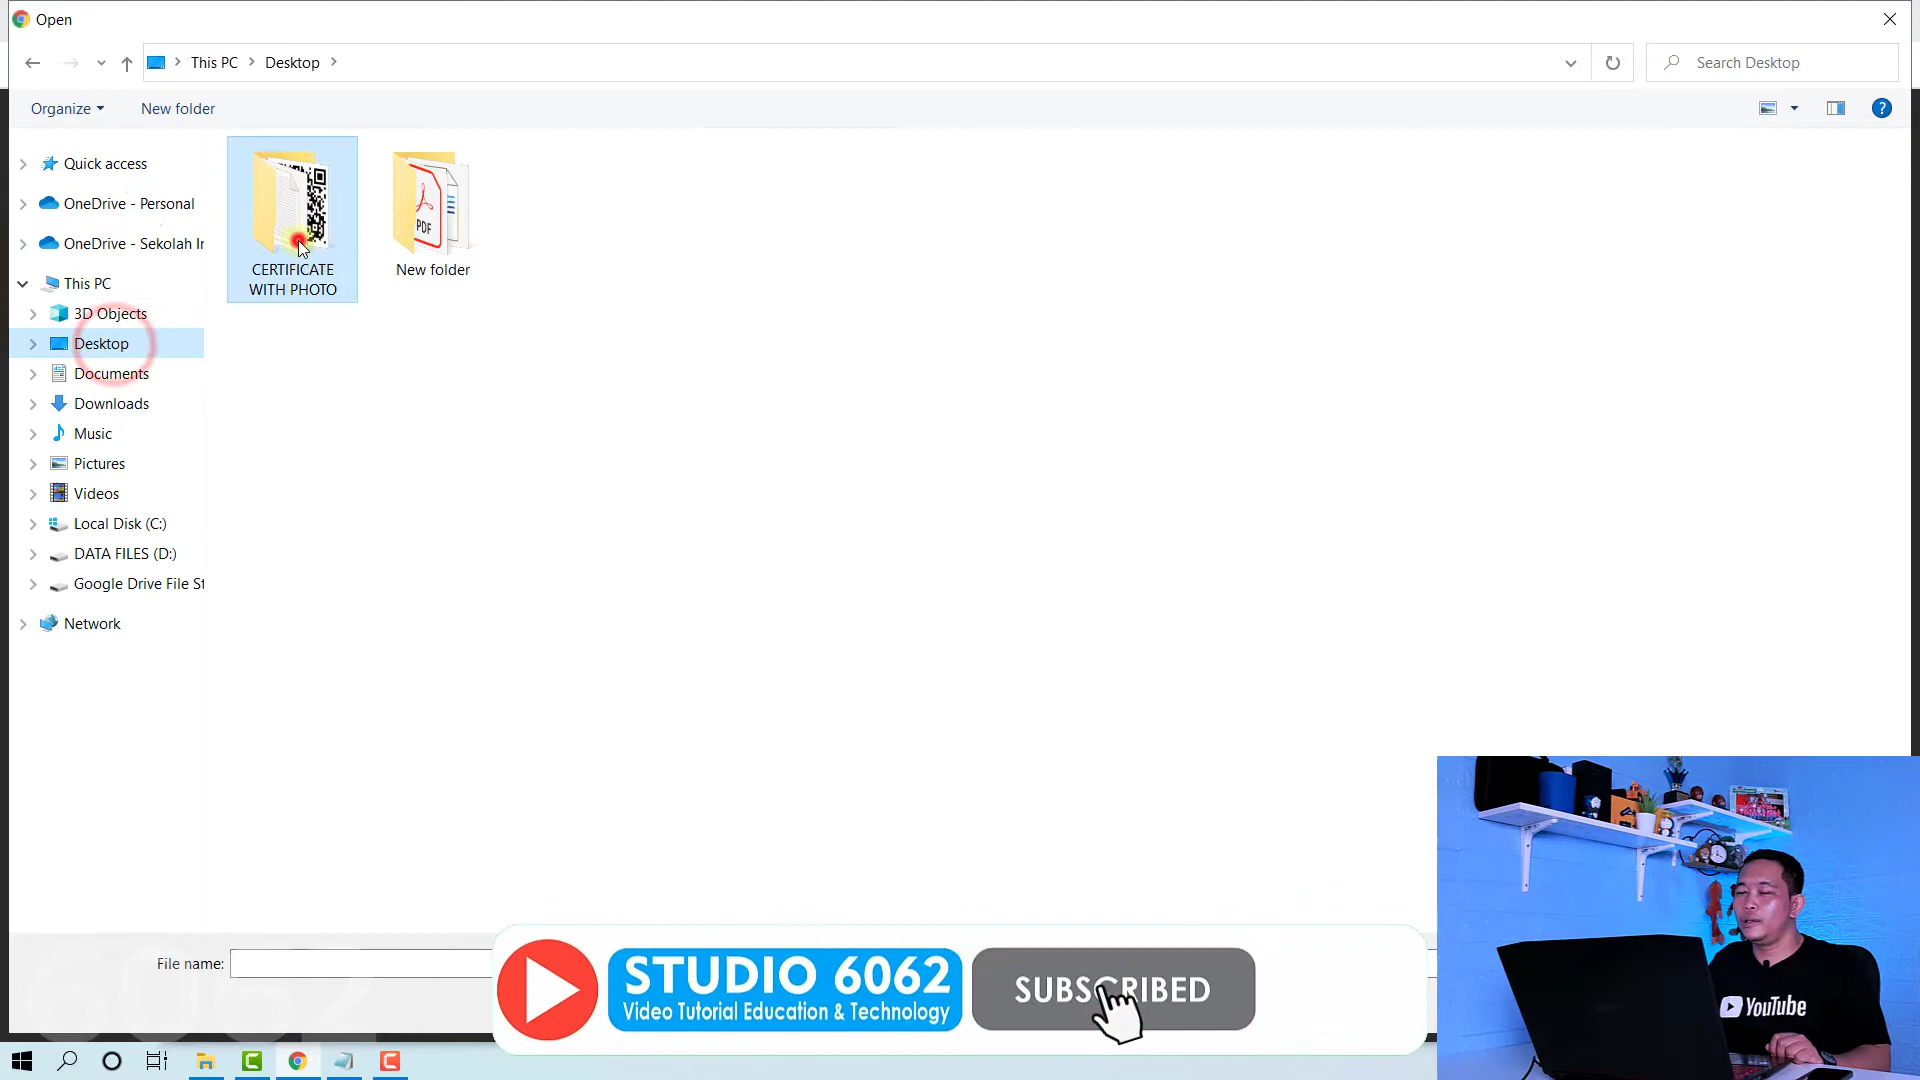 Open
This PC
Desktop
Search Desktop
Organize
New folder
Quick access
OneDrive - Personal
OneDrive - Sekolah Ir
This PC
3D Objects
Desktop
Documents
Downloads
Music
Pictures
Videos
Local Disk (C:)
DATA FILES (D:)
Google Drive File St
Network
PDF
CERTIFICATE
WITH PHOTO
New folder
File name:
6062
STUDIO 6062
Video Tutorial Education & Technology
SUBSCRIBED
YouTube